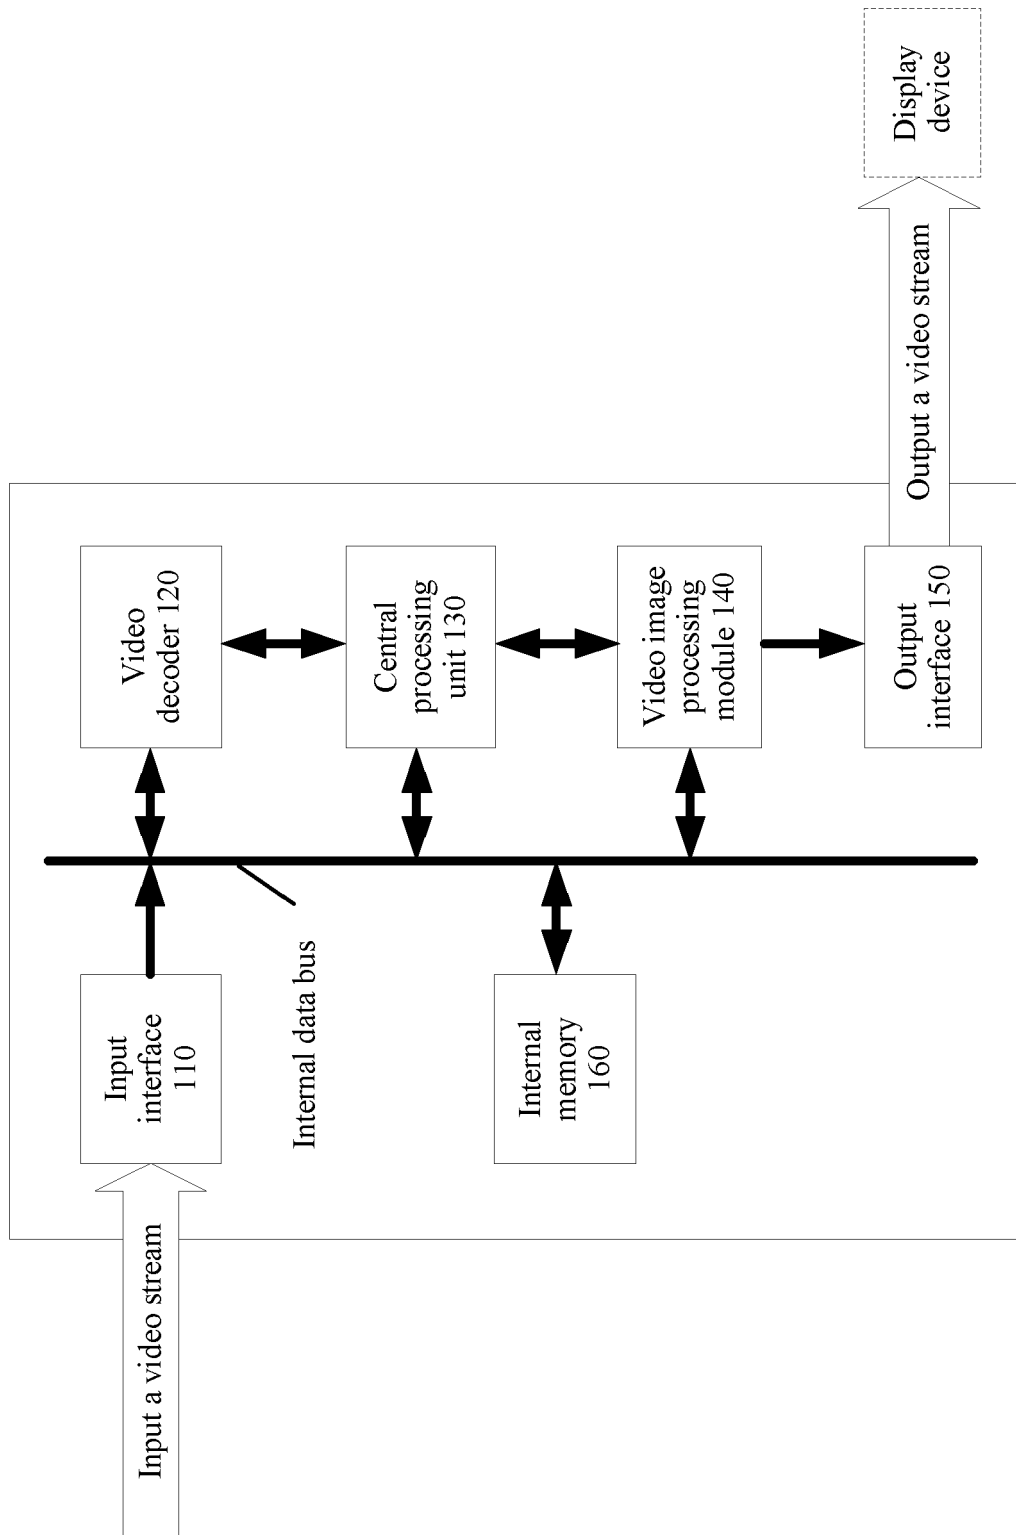 Input a video stream
Input
interface
110
Internal data bus
Internal
memory
160
Video
decoder 120
Central
processing
unit 130
Video image
processing
module 140
Output
interface 150
Output a video stream
Display
device